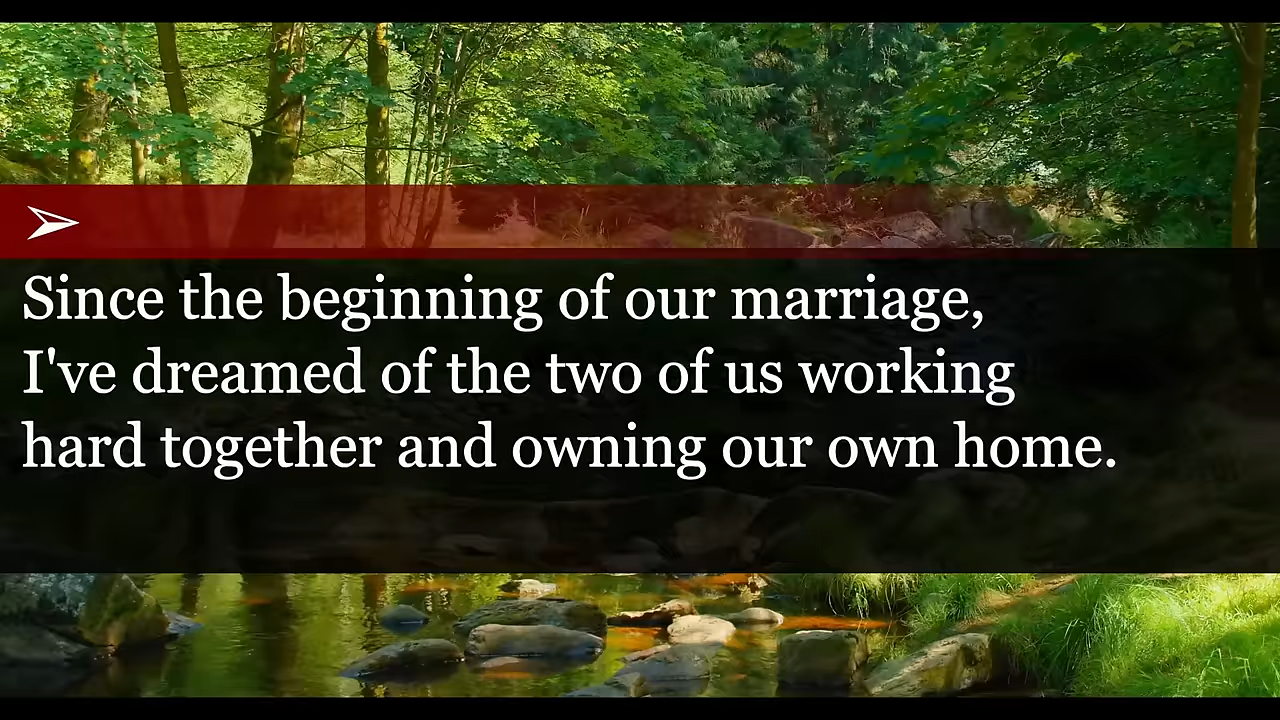 Since the beginning of our marriage,
I've dreamed of the two of us working
hard together and owning our own home.